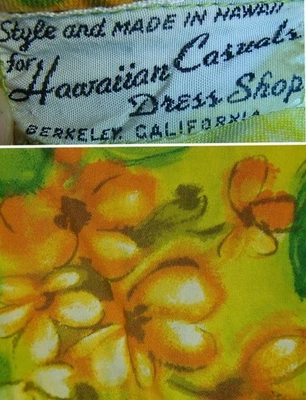 Style and MADE IN HAWAII
for Hawaiian Casuals
Dress Shop
BERKELEY, CALIFORNIA